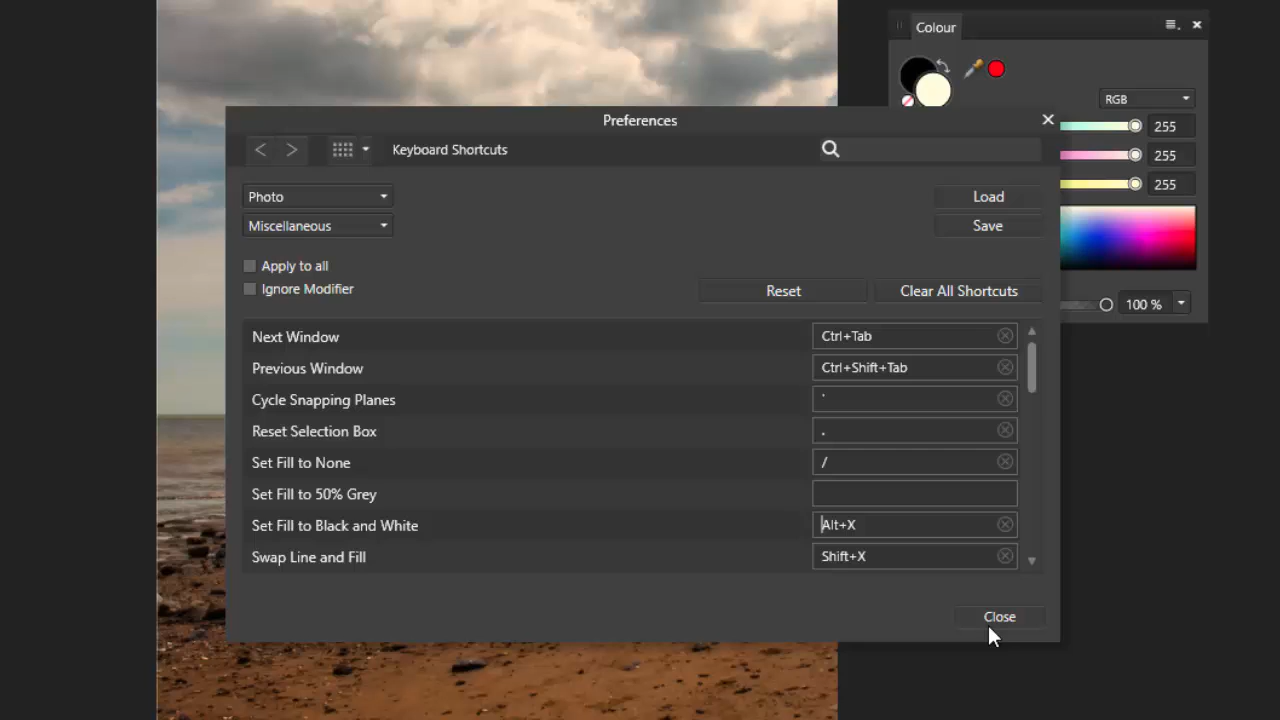 Colour
Preferences
RGB
Keyboard Shortcuts
255
255
255
Photo
Load
Miscellaneous
Save
Apply to all
Ignore Modifier
Reset
Clear All Shortcuts
100 %
Next Window
Ctrl+Tab
Previous Window
Ctrl+Shift+Tab
Cycle Snapping Planes
`
Reset Selection Box
.
Set Fill to None
/
Set Fill to 50% Grey
Set Fill to Black and White
Alt+X
Swap Line and Fill
Shift+X
Close